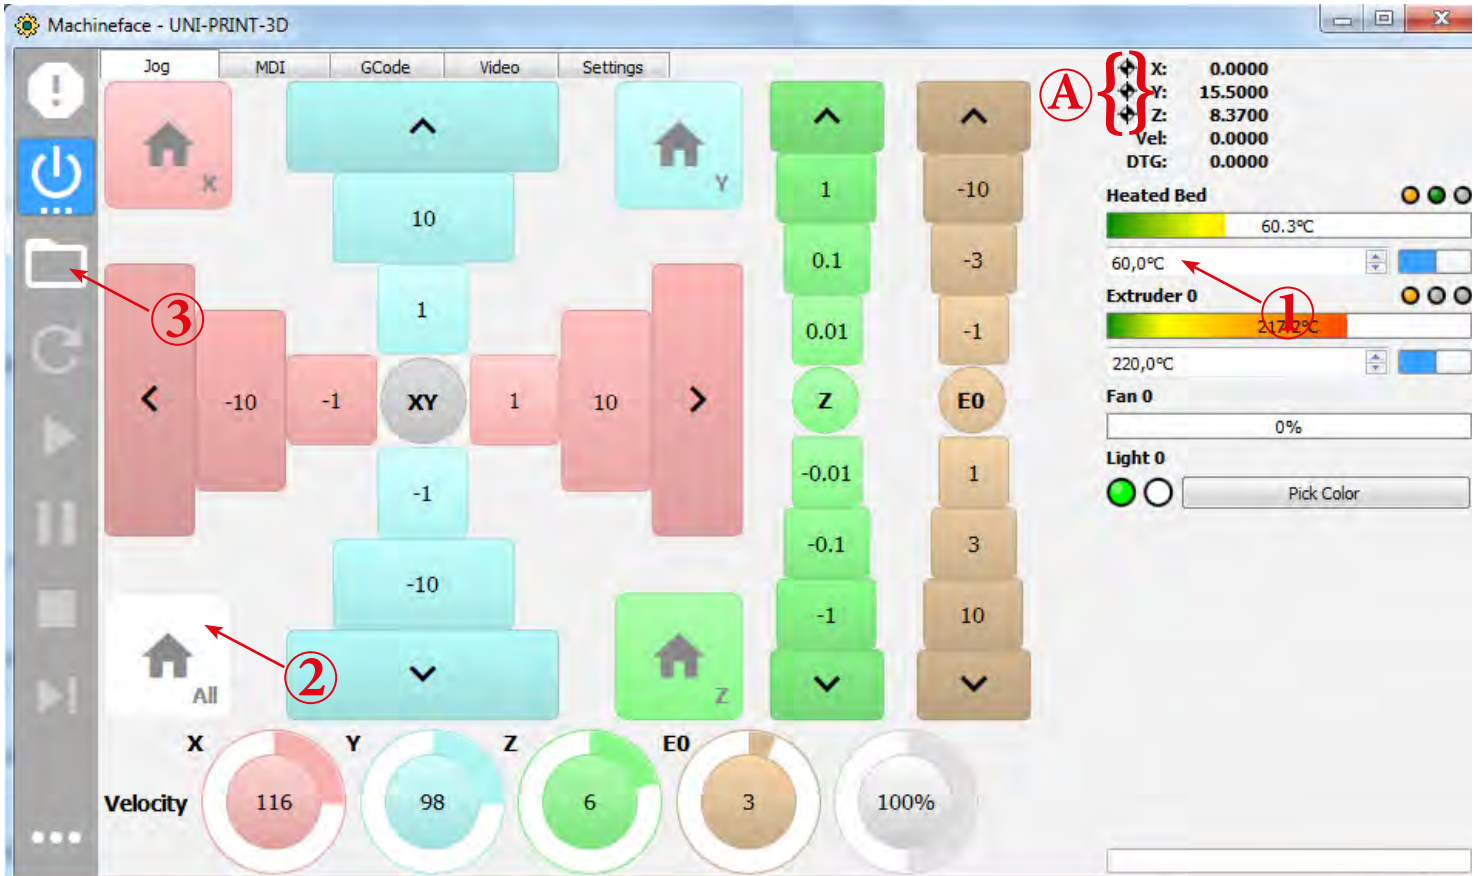 Machineface - UNI-PRINT-3D
Jog MDI GCode Video Settings
X
Y
All
Z
10
1
-10 -1 XY 1 10
-1
-10
1
0.1
0.01
Z
-0.01
-0.1
-1
-10
-3
-1
E0
1
3
10
A
X: 0.0000
Y: 15.5000
Z: 8.3700
Vel: 0.0000
DTG: 0.0000
Heated Bed
60.3°C
60,0°C
1
Extruder 0
217.2°C
220,0°C
Fan 0
0%
Light 0
Pick Color
3
2
X Y Z E0
Velocity 116 98 6 3 100%